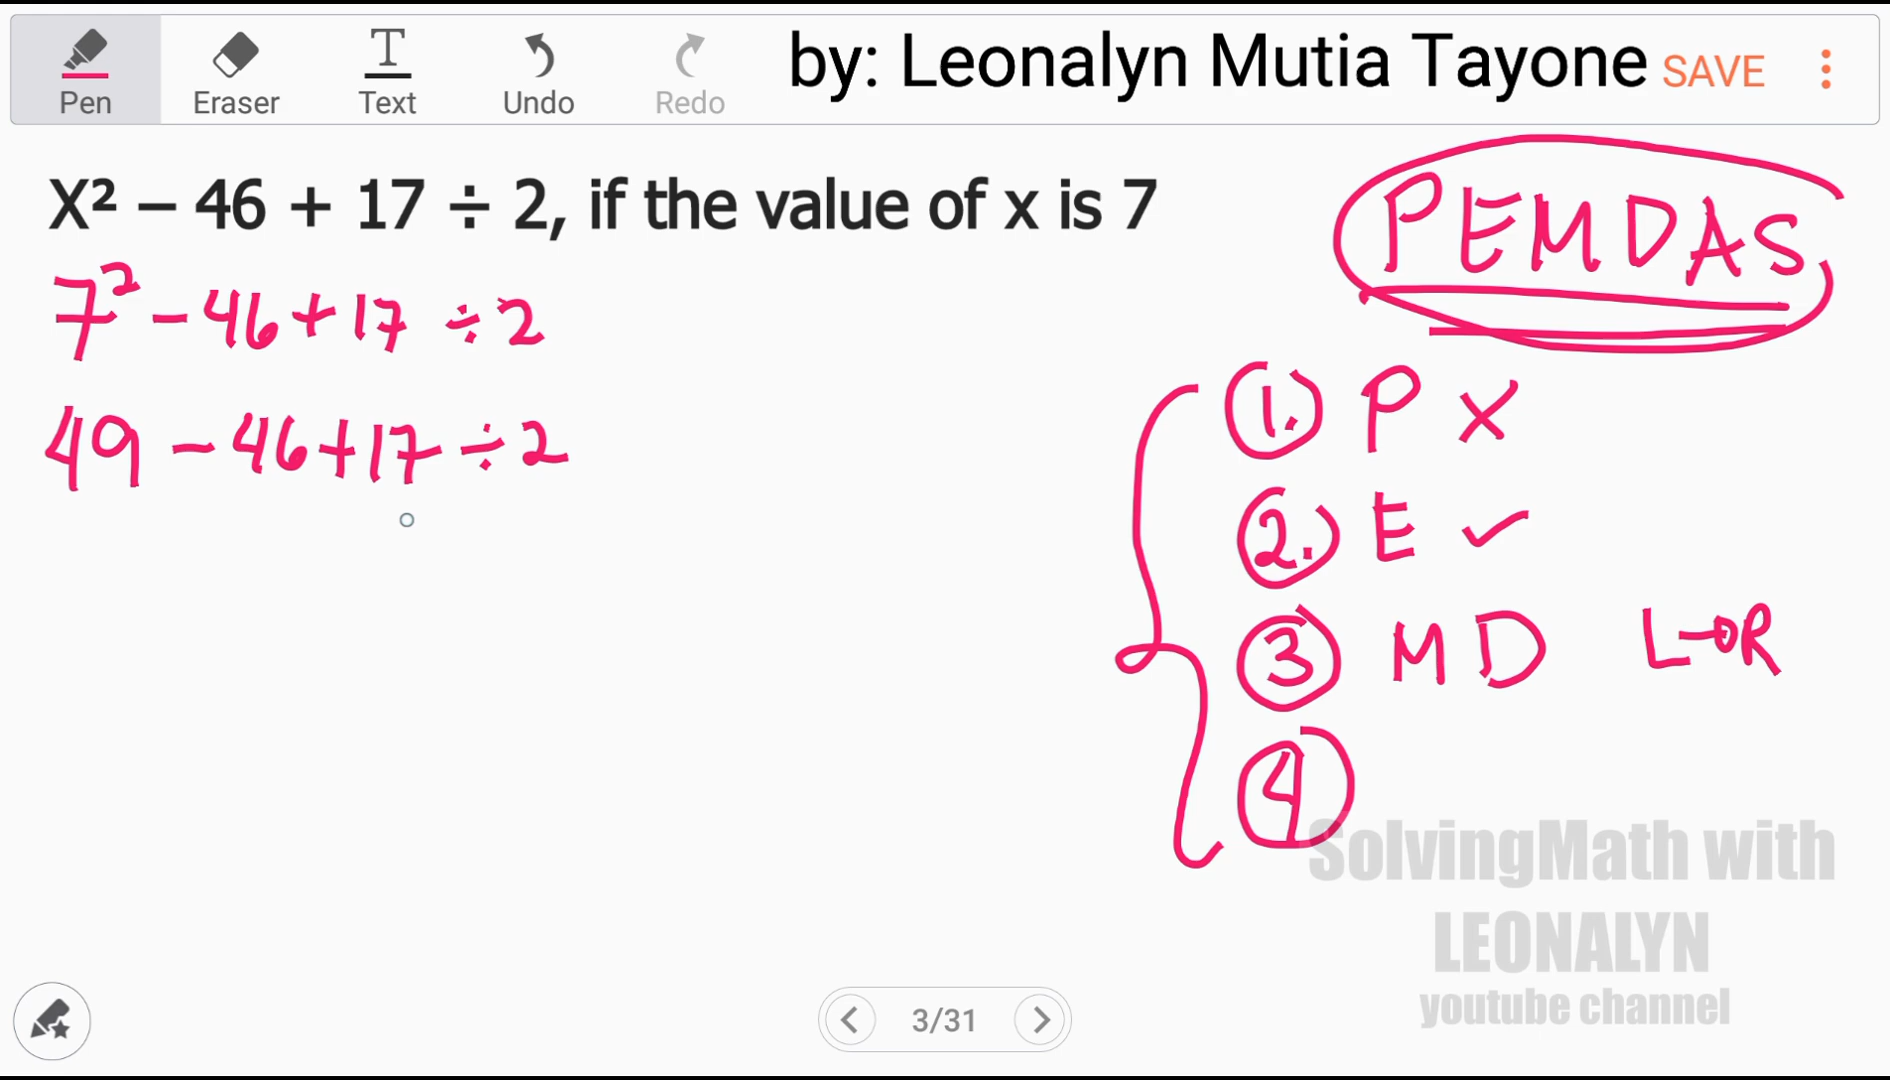 Pen
Eraser
Text
Undo
Redo
by: Leonalyn Mutia Tayone
SAVE
X² – 46 + 17 ÷ 2, if the value of x is 7
7² - 46 + 17 ÷ 2
49 - 46 + 17 ÷ 2
PEMDAS
1. P X
2. E ✓
3 M D L→R
4
SolvingMath with
LEONALYN
youtube channel
3/31